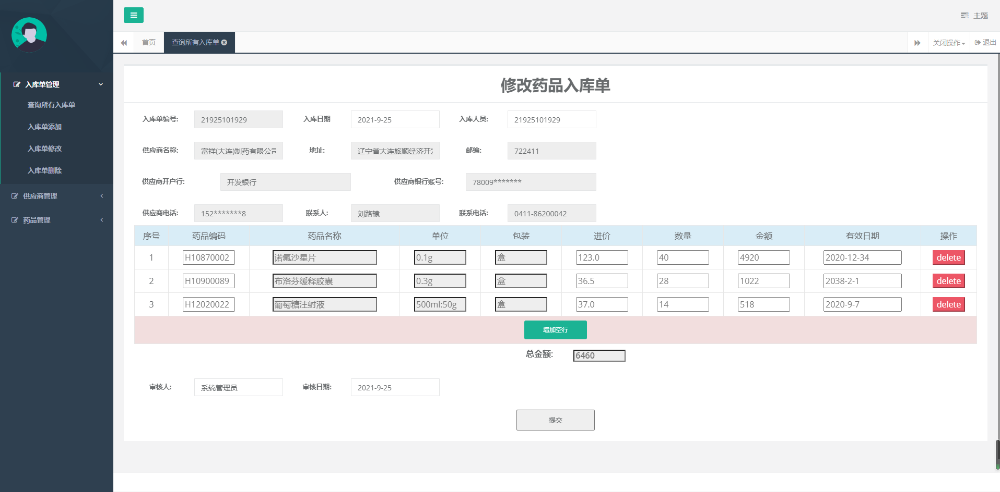 主题
首页
查询所有入库单
关闭操作
退出
入库单管理
查询所有入库单
入库单添加
入库单修改
入库单删除
供应商管理
药品管理
修改药品入库单
入库单编号: 21925101929 入库日期 2021-9-25 入库人员: 21925101929
供应商名称: 富祥(大连)制药有限公司 地址: 辽宁省大连旅顺经济开发 邮编: 722411
供应商开户行: 开发银行 供应商银行账号: 78009*******
供应商电话: 152*******8 联系人: 刘路辕 联系电话: 0411-86200042
序号 药品编码 药品名称 单位 包装 进价 数量 金额 有效日期 操作
1 H10870002 诺氟沙星片 0.1g 盒 123.0 40 4920 2020-12-34 delete
2 H10900089 布洛芬缓释胶囊 0.3g 盒 36.5 28 1022 2038-2-1 delete
3 H12020022 葡萄糖注射液 500ml:50g 盒 37.0 14 518 2020-9-7 delete
增加空行
总金额: 6460
审核人: 系统管理员 审核日期: 2021-9-25
提交